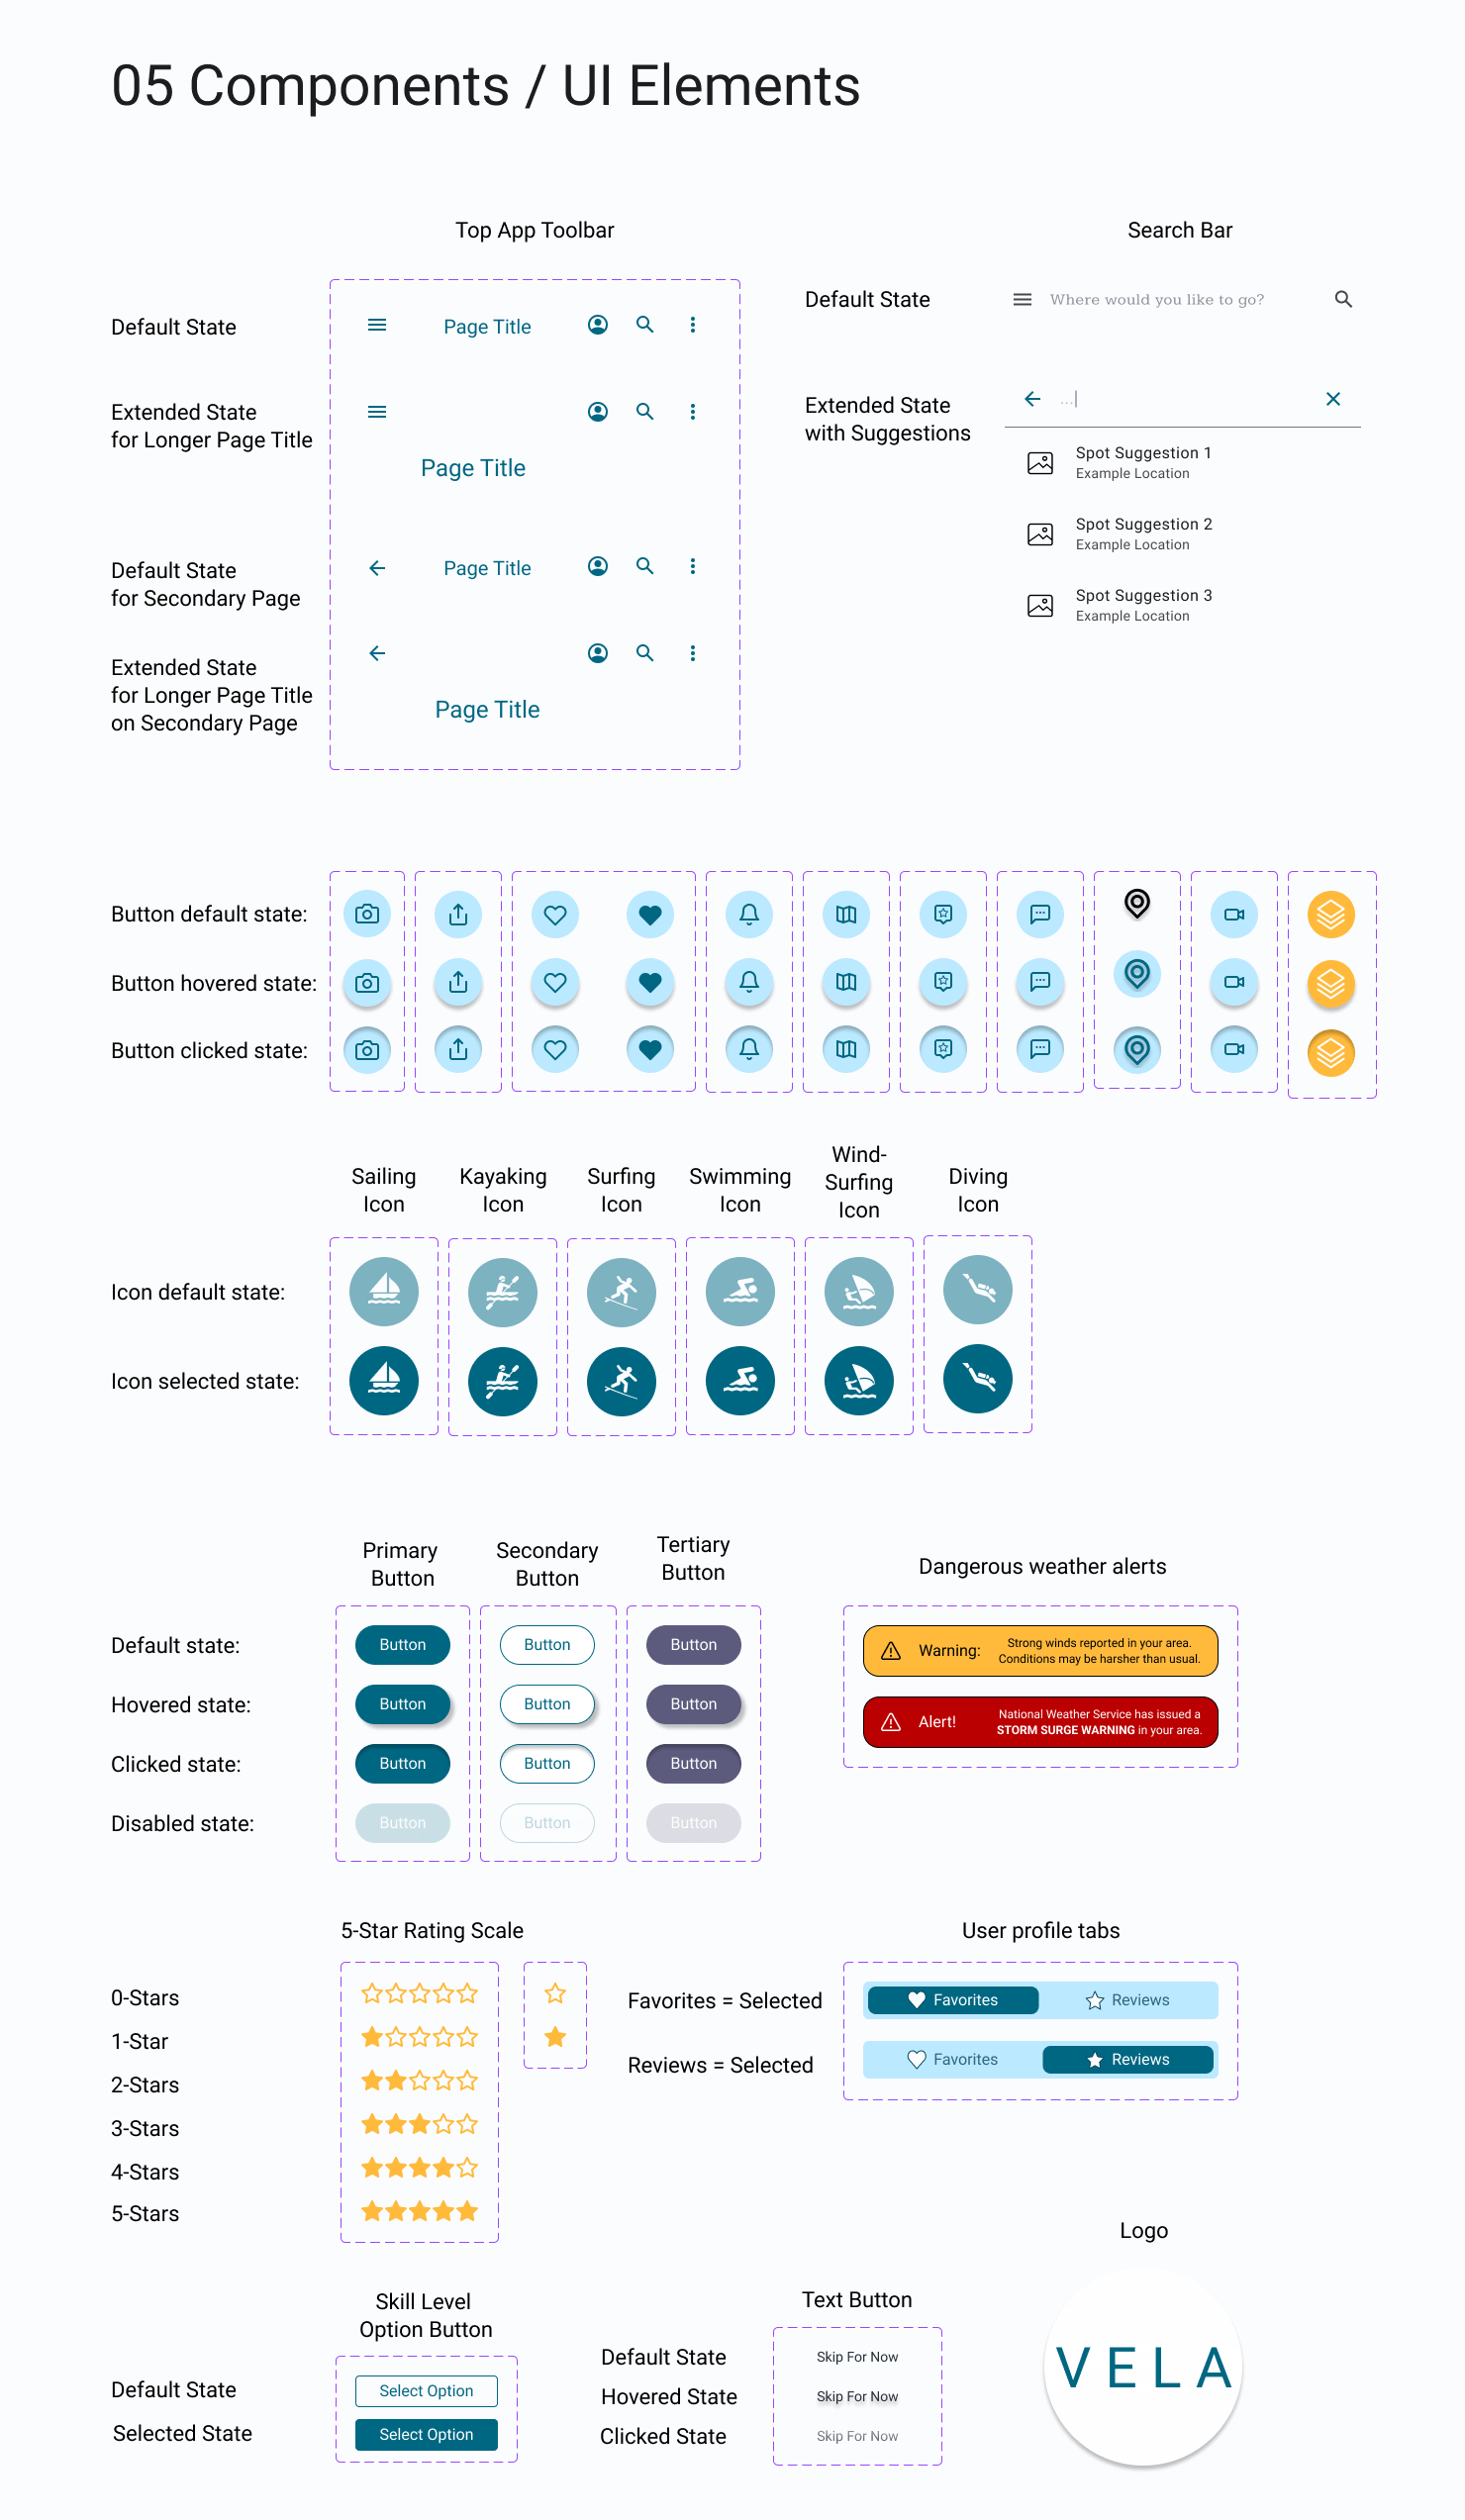 05 Components / UI Elements
Top App Toolbar
Default State
Page Title
Extended State
for Longer Page Title
Page Title
Default State
for Secondary Page
Page Title
Extended State
for Longer Page Title
on Secondary Page
Page Title
Search Bar
Default State
Where would you like to go?
Extended State
with Suggestions
...|
Spot Suggestion 1
Example Location
Spot Suggestion 2
Example Location
Spot Suggestion 3
Example Location
Button default state:
Button hovered state:
Button clicked state:
Sailing
Icon
Kayaking
Icon
Surfing
Icon
Swimming
Icon
Wind-
Surfing
Icon
Diving
Icon
Icon default state:
Icon selected state:
Primary
Button
Secondary
Button
Tertiary
Button
Default state:
Button
Button
Button
Hovered state:
Button
Button
Button
Clicked state:
Button
Button
Button
Disabled state:
Button
Button
Button
Dangerous weather alerts
Warning:
Strong winds reported in your area.
Conditions may be harsher than usual.
Alert!
National Weather Service has issued a
STORM SURGE WARNING in your area.
5-Star Rating Scale
0-Stars
1-Star
2-Stars
3-Stars
4-Stars
5-Stars
User profile tabs
Favorites = Selected
Favorites
Reviews
Reviews = Selected
Favorites
Reviews
Skill Level
Option Button
Default State
Select Option
Selected State
Select Option
Text Button
Default State
Skip For Now
Hovered State
Skip For Now
Clicked State
Skip For Now
Logo
VELA